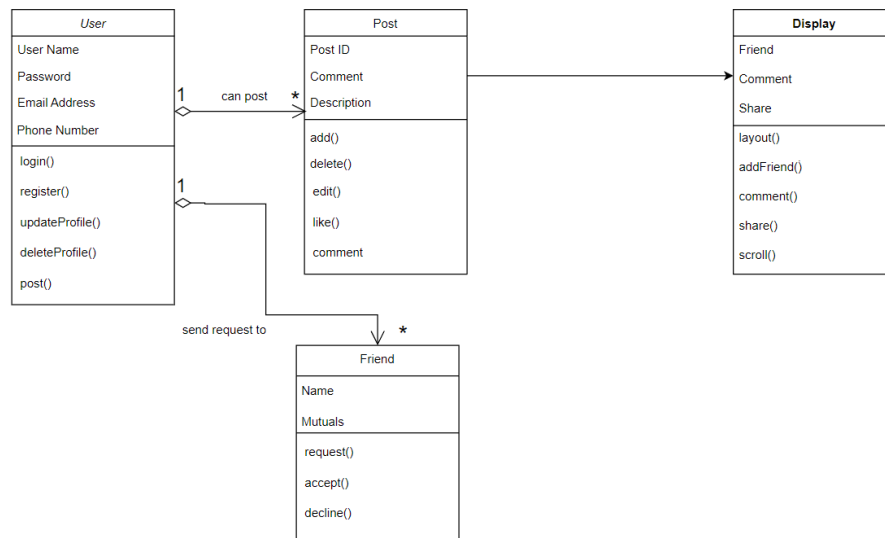 User
User Name
Password
Email Address
Phone Number
login()
register()
updateProfile()
deleteProfile()
post()
1
can post
*
1
send request to
*
Post
Post ID
Comment
Description
add()
delete()
edit()
like()
comment
Display
Friend
Comment
Share
layout()
addFriend()
comment()
share()
scroll()
Friend
Name
Mutuals
request()
accept()
decline()